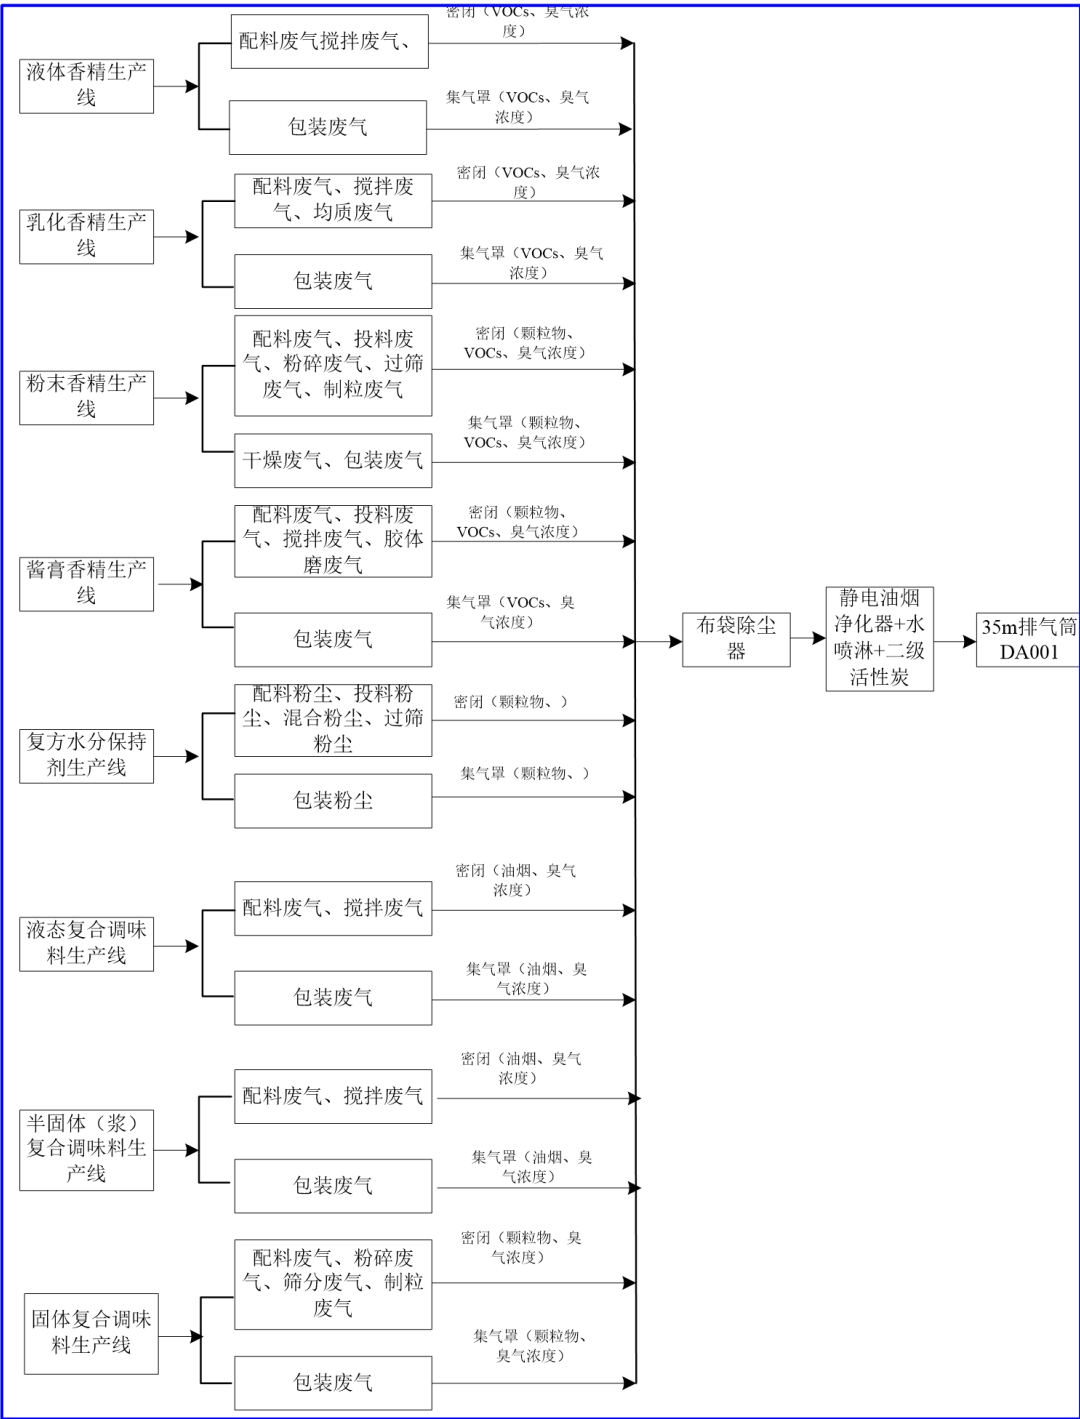 密闭（VOCs、臭气浓
度）
配料废气搅拌废气、
液体香精生产
线
集气罩（VOCs、臭气
浓度）
包装废气
密闭（VOCs、臭气浓
度）
配料废气、搅拌废
气、均质废气
乳化香精生产
线
集气罩（VOCs、臭气
浓度）
包装废气
密闭（颗粒物、
VOCs、臭气浓度）
配料废气、投料废
气、粉碎废气、过筛
废气、制粒废气
粉末香精生产
线
集气罩（颗粒物、
VOCs、臭气浓度）
干燥废气、包装废气
密闭（颗粒物、
VOCs、臭气浓度）
配料废气、投料废
气、搅拌废气、胶体
磨废气
酱膏香精生产
线
集气罩（VOCs、臭
气浓度）
包装废气
布袋除尘
器
静电油烟
净化器+水
喷淋+二级
活性炭
35m排气筒
DA001
密闭（颗粒物、）
配料粉尘、投料粉
尘、混合粉尘、过筛
粉尘
复方水分保持
剂生产线
集气罩（颗粒物、）
包装粉尘
密闭（油烟、臭气
浓度）
配料废气、搅拌废气
液态复合调味
料生产线
集气罩（油烟、臭
气浓度）
包装废气
密闭（油烟、臭气
浓度）
配料废气、搅拌废气
半固体（浆）
复合调味料生
产线
集气罩（油烟、臭
气浓度）
包装废气
密闭（颗粒物、臭
气浓度）
配料废气、粉碎废
气、筛分废气、制粒
废气
固体复合调味
料生产线
集气罩（颗粒物、
臭气浓度）
包装废气